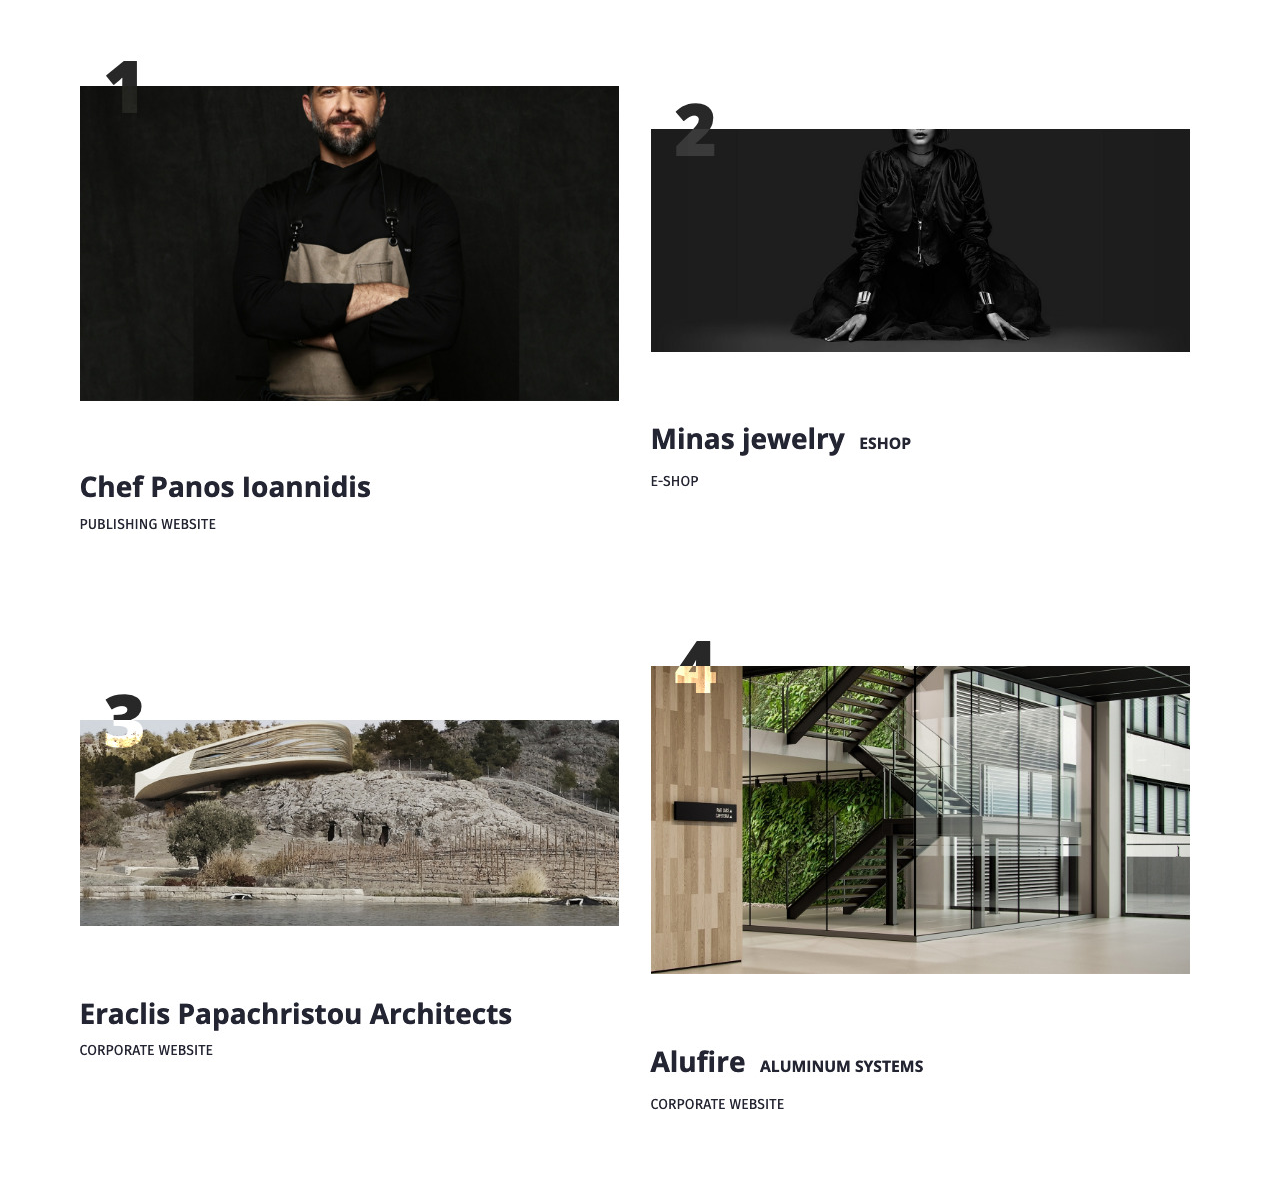 1
2
Minas jewelry ESHOP
E-SHOP
Chef Panos Ioannidis
PUBLISHING WEBSITE
3
4
Eraclis Papachristou Architects
CORPORATE WEBSITE
Alufire ALUMINUM SYSTEMS
CORPORATE WEBSITE